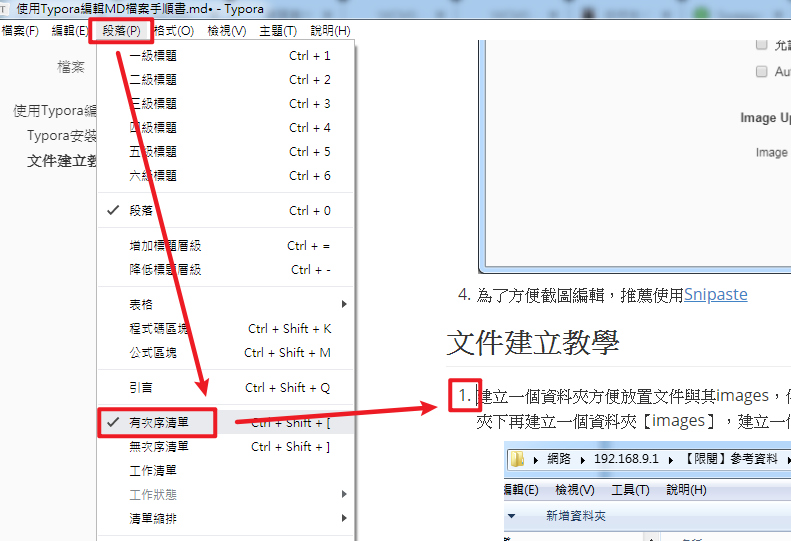 使用Typora編輯MD檔案手順書.md• - Typora
檔案(F) 編輯(E) 段落(P) 格式(O) 檢視(V) 主題(T) 說明(H)
檔案
使用Typora編
Typora安裝
文件建立教
一級標題 Ctrl + 1
二級標題 Ctrl + 2
三級標題 Ctrl + 3
四級標題 Ctrl + 4
五級標題 Ctrl + 5
六級標題 Ctrl + 6
段落 Ctrl + 0
增加標題層級 Ctrl + =
降低標題層級 Ctrl + -
表格
程式碼區塊 Ctrl + Shift + K
公式區塊 Ctrl + Shift + M
引言 Ctrl + Shift + Q
有次序清單 Ctrl + Shift + [
無次序清單 Ctrl + Shift + ]
工作清單
工作狀態
清單縮排
Aut
Image Up
Image
4. 為了方便截圖編輯，推薦使用Snipaste
文件建立教學
1. 建立一個資料夾方便放置文件與其images，
夾下再建立一個資料夾【images】，建立一
網路 192.168.9.1 【限閱】參考資料
編輯(E) 檢視(V) 工具(T) 說明(H)
新增資料夾